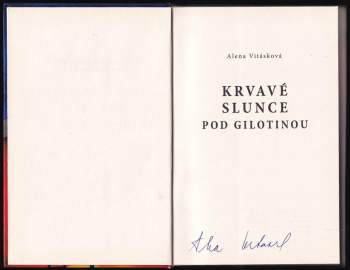 Alena Vitásková
KRVAVÉ
SLUNCE
POD GILOTINOU